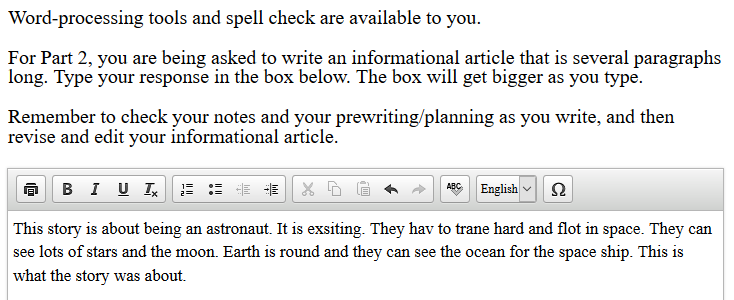 Word-processing tools and spell check are available to you.
For Part 2, you are being asked to write an informational article that is several paragraphs
long. Type your response in the box below. The box will get bigger as you type.
Remember to check your notes and your prewriting/planning as you write, and then
revise and edit your informational article.
B I U Tx ABC English Ω
This story is about being an astronaut. It is exsiting. They hav to trane hard and flot in space. They can
see lots of stars and the moon. Earth is round and they can see the ocean for the space ship. This is
what the story was about.